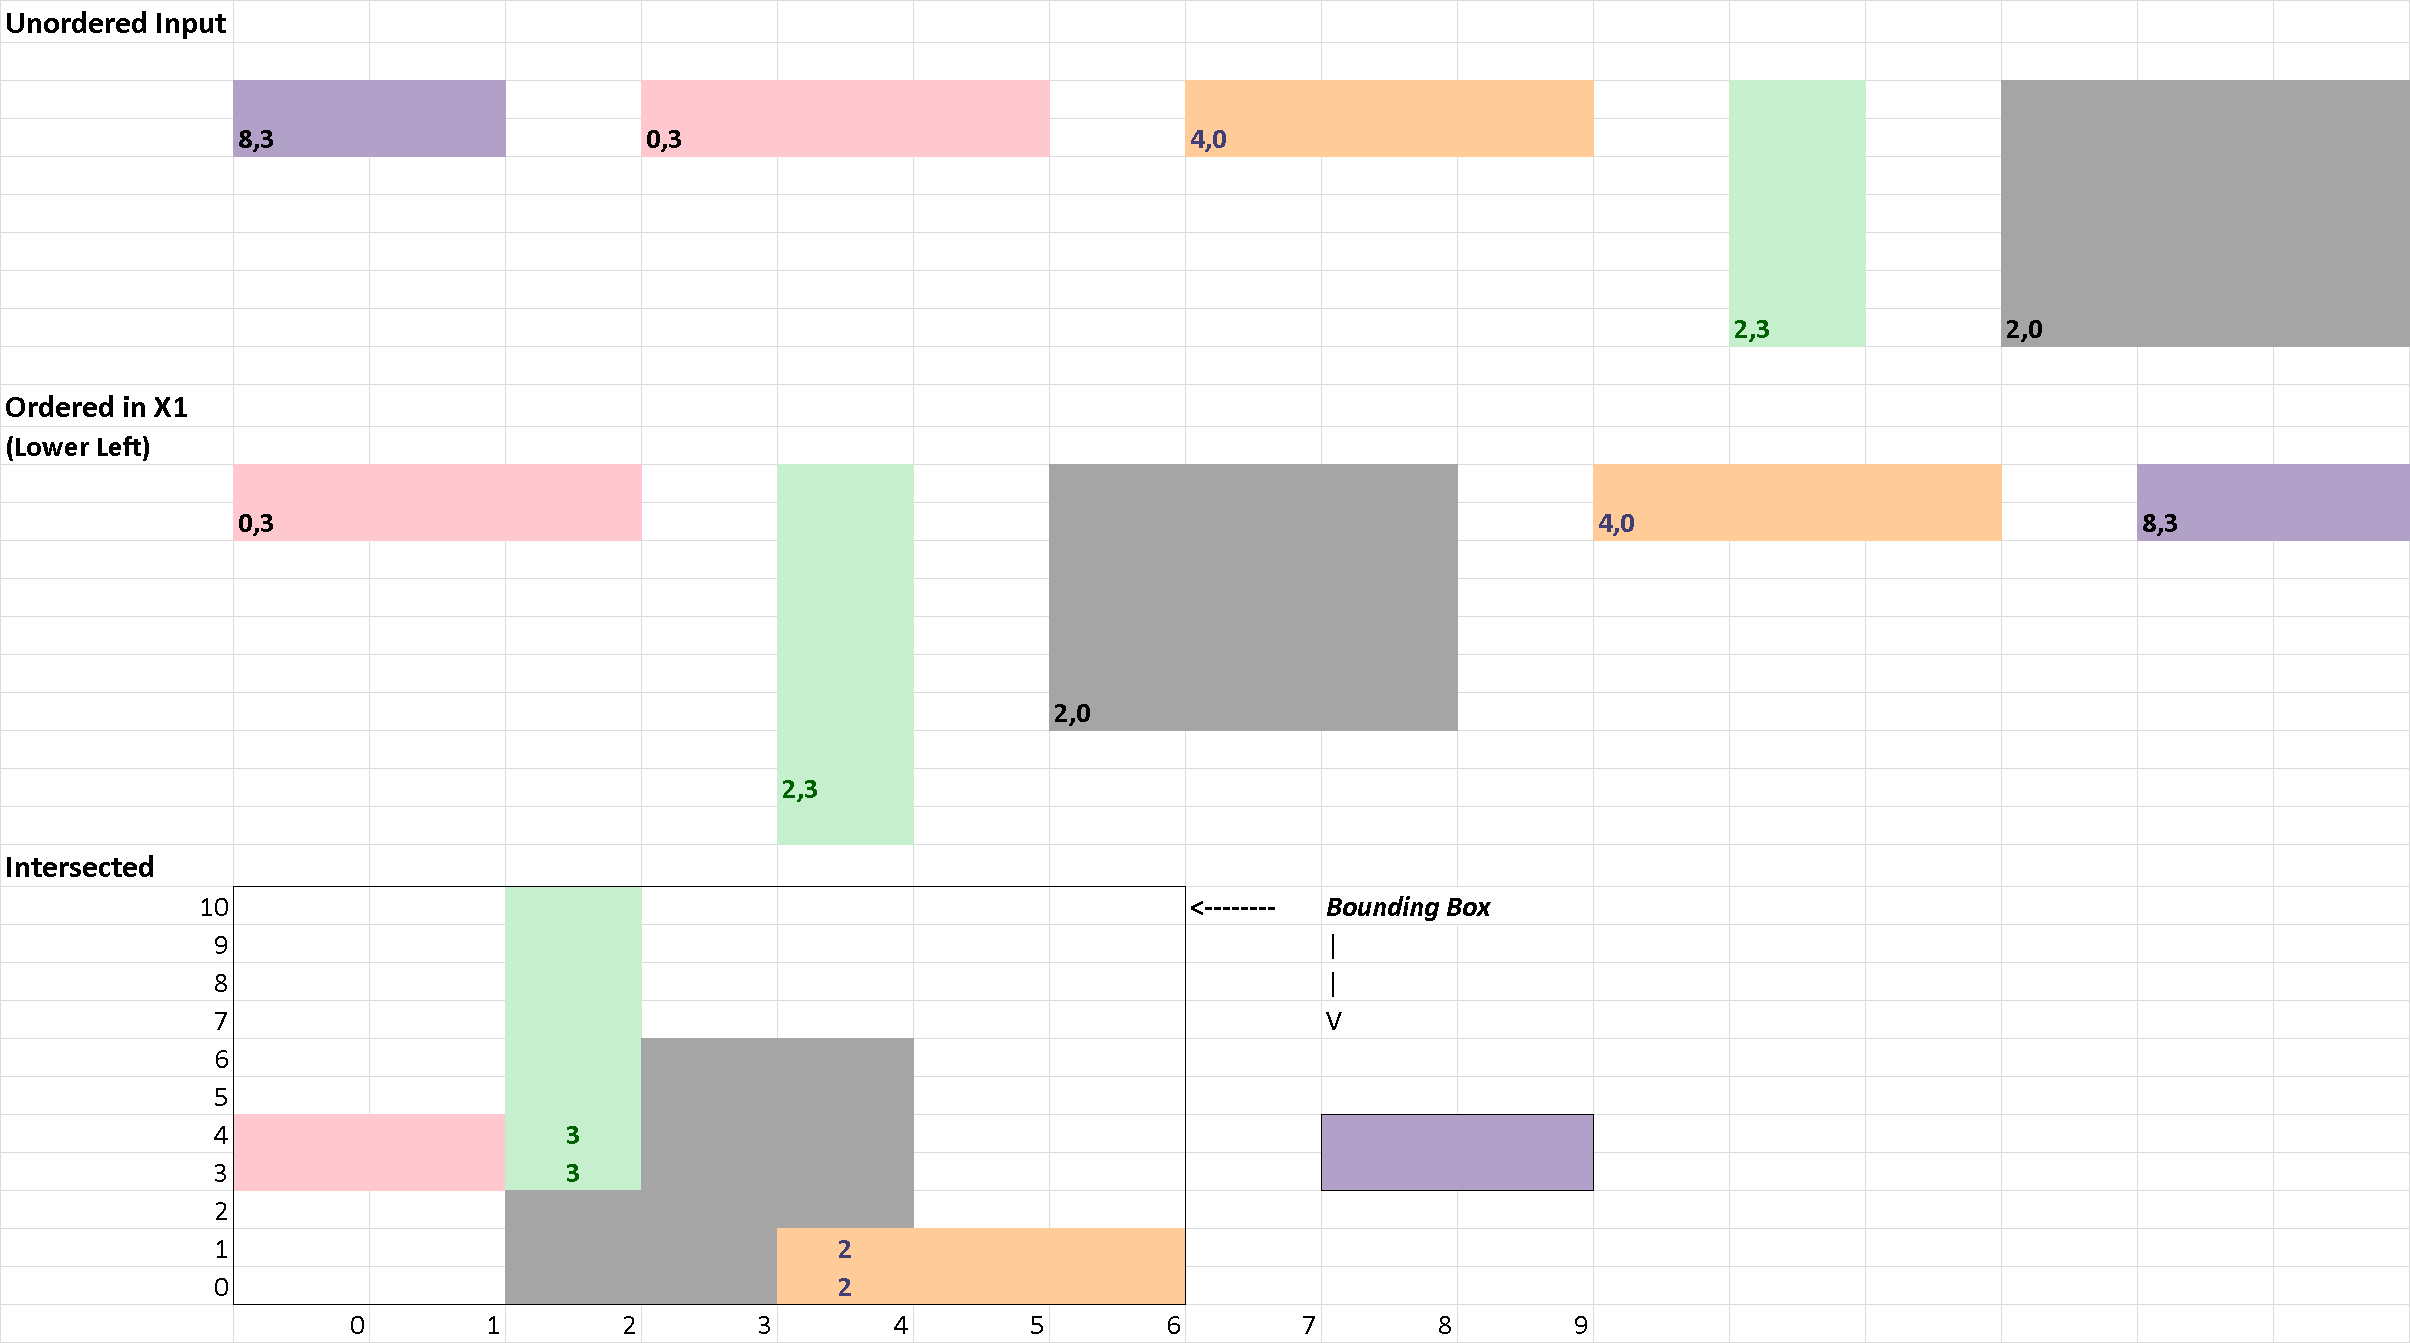 Unordered Input
8,3 0,3 4,0
2,3 2,0
Ordered in X1
(Lower Left)
0,3 4,0 8,3
2,0
2,3
Intersected
10 <-------- Bounding Box
9 |
8 |
7 V
6
5
4 3
3 3
2
1 2
0 2
0 1 2 3 4 5 6 7 8 9